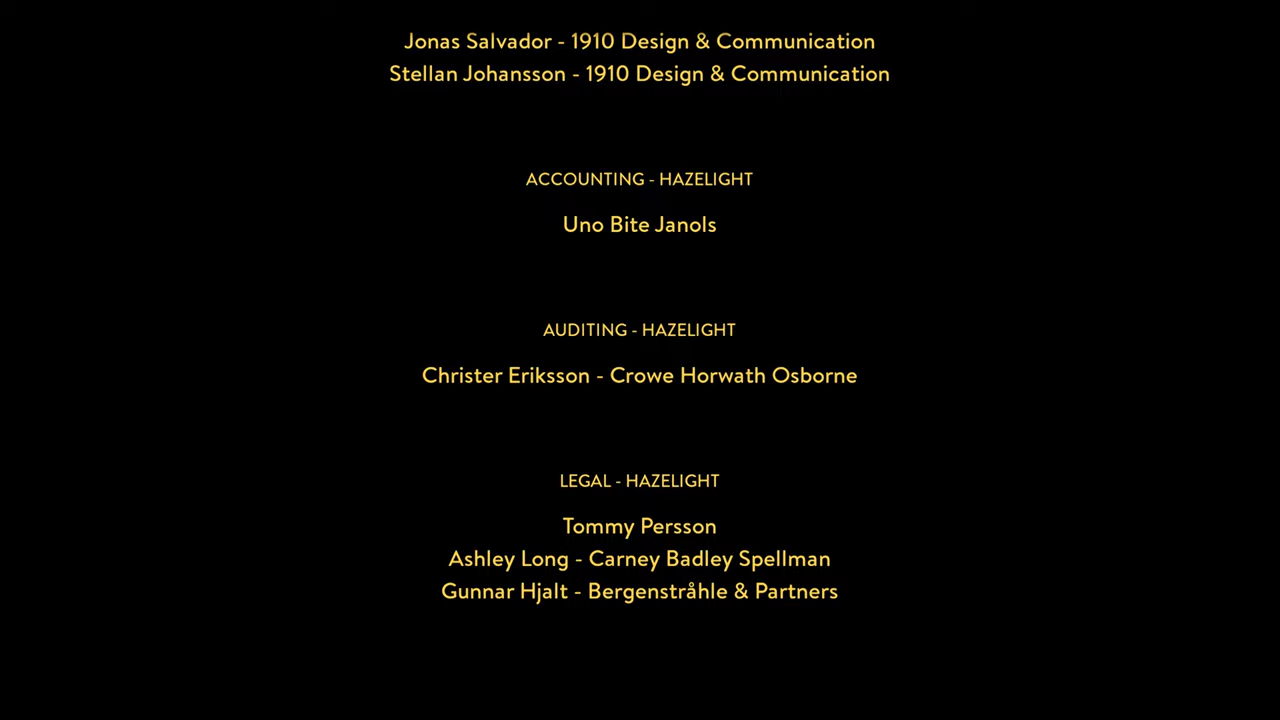 Jonas Salvador - 1910 Design & Communication
Stellan Johansson - 1910 Design & Communication
ACCOUNTING - HAZELIGHT
Uno Bite Janols
AUDITING - HAZELIGHT
Christer Eriksson - Crowe Horwath Osborne
LEGAL - HAZELIGHT
Tommy Persson
Ashley Long - Carney Badley Spellman
Gunnar Hjalt - Bergenstråhle & Partners